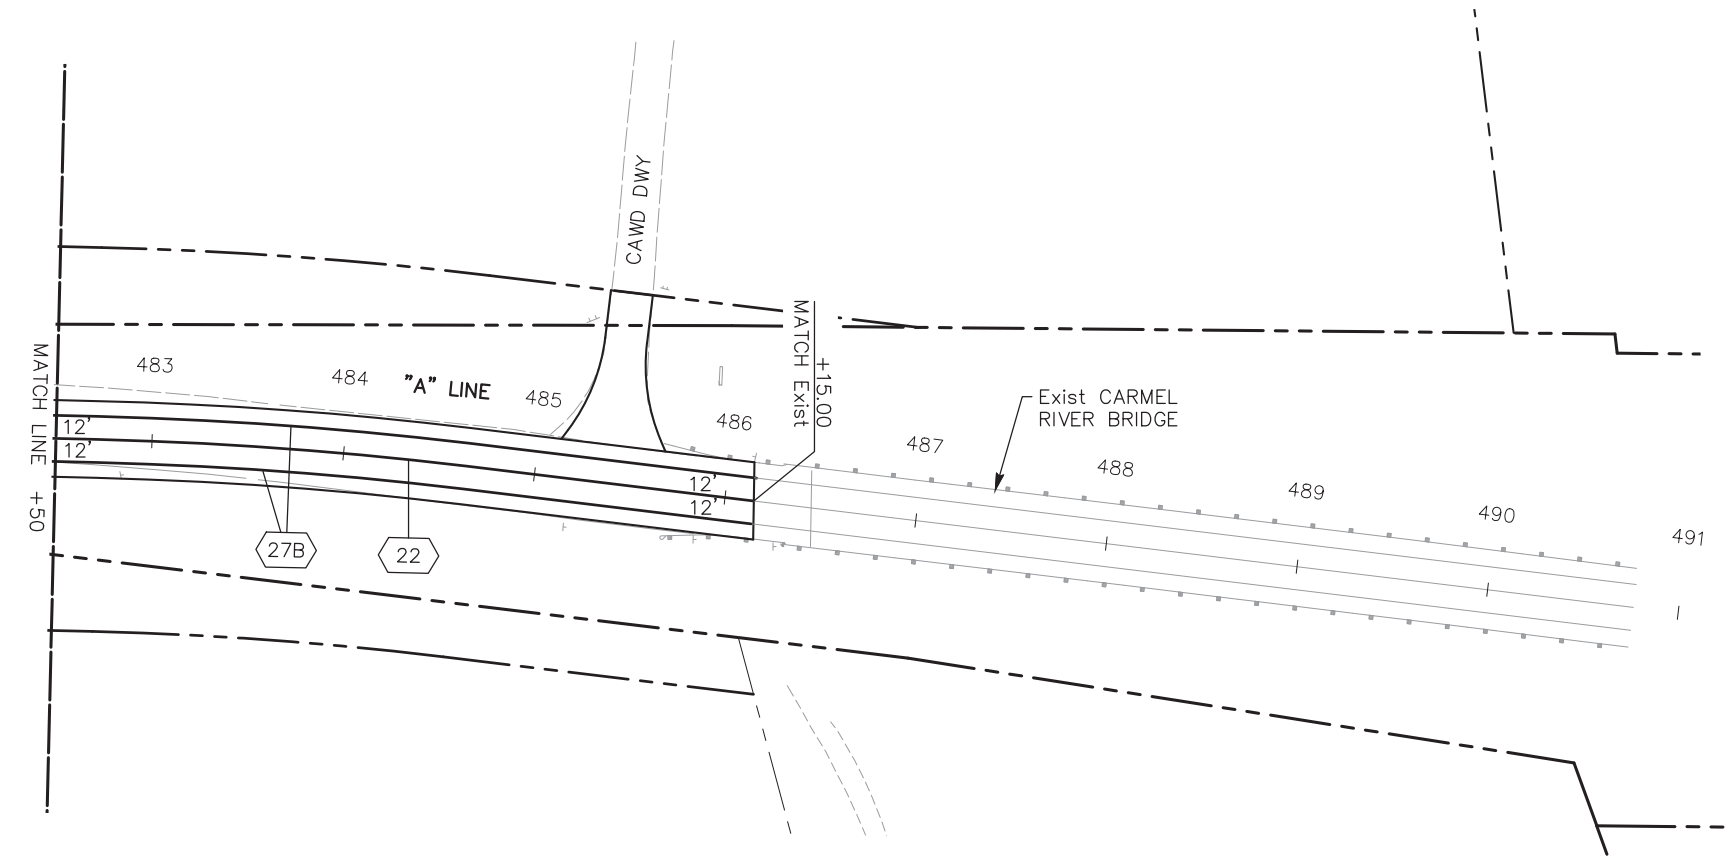 CAWD DWY
MATCH LINE +50
483
484
"A" LINE
485
486
+15.00
MATCH Exist
Exist CARMEL
RIVER BRIDGE
487
488
489
490
491
12'
12'
12'
12'
27B
22